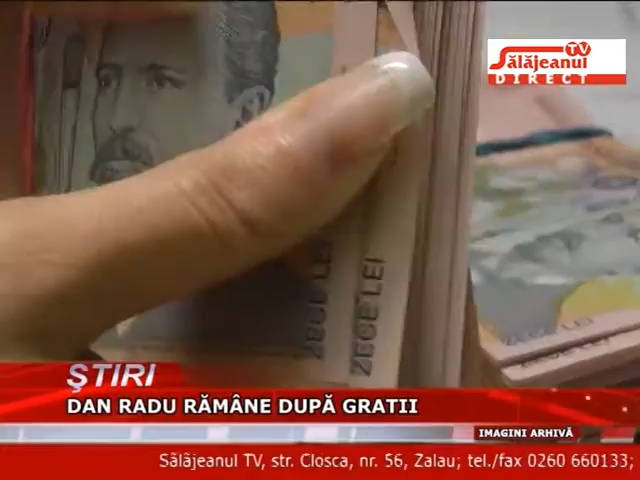 LEI
TV
Sălăjeanul
DIRECT
ZECE LEI
ZECE LEI
ŞTIRI
DAN RADU RĂMÂNE DUPĂ GRATII
IMAGINI ARHIVĂ
Sălăjeanul TV, str. Closca, nr. 56, Zalau; tel./fax 0260 660133;